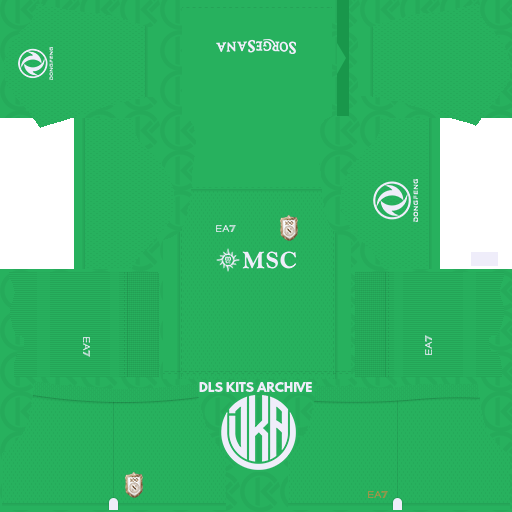 SORGESANA
DONGFENG
DONGFENG
EA7
MSC
EA7
EA7
DLS KITS ARCHIVE
DKA
EA7